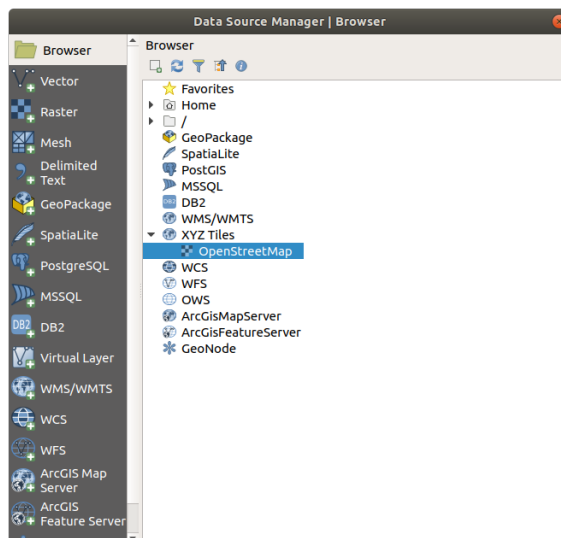 Data Source Manager | Browser
Browser
Vector
Raster
Mesh
Delimited
Text
GeoPackage
SpatiaLite
PostgreSQL
MSSQL
DB2
DB2
Virtual Layer
WMS/WMTS
WCS
WFS
ArcGIS Map
Server
ArcGIS
Feature Server
Browser
Favorites
Home
/
GeoPackage
SpatiaLite
PostGIS
MSSQL
DB2
DB2
WMS/WMTS
XYZ Tiles
OpenStreetMap
WCS
WFS
OWS
ArcGisMapServer
ArcGisFeatureServer
GeoNode